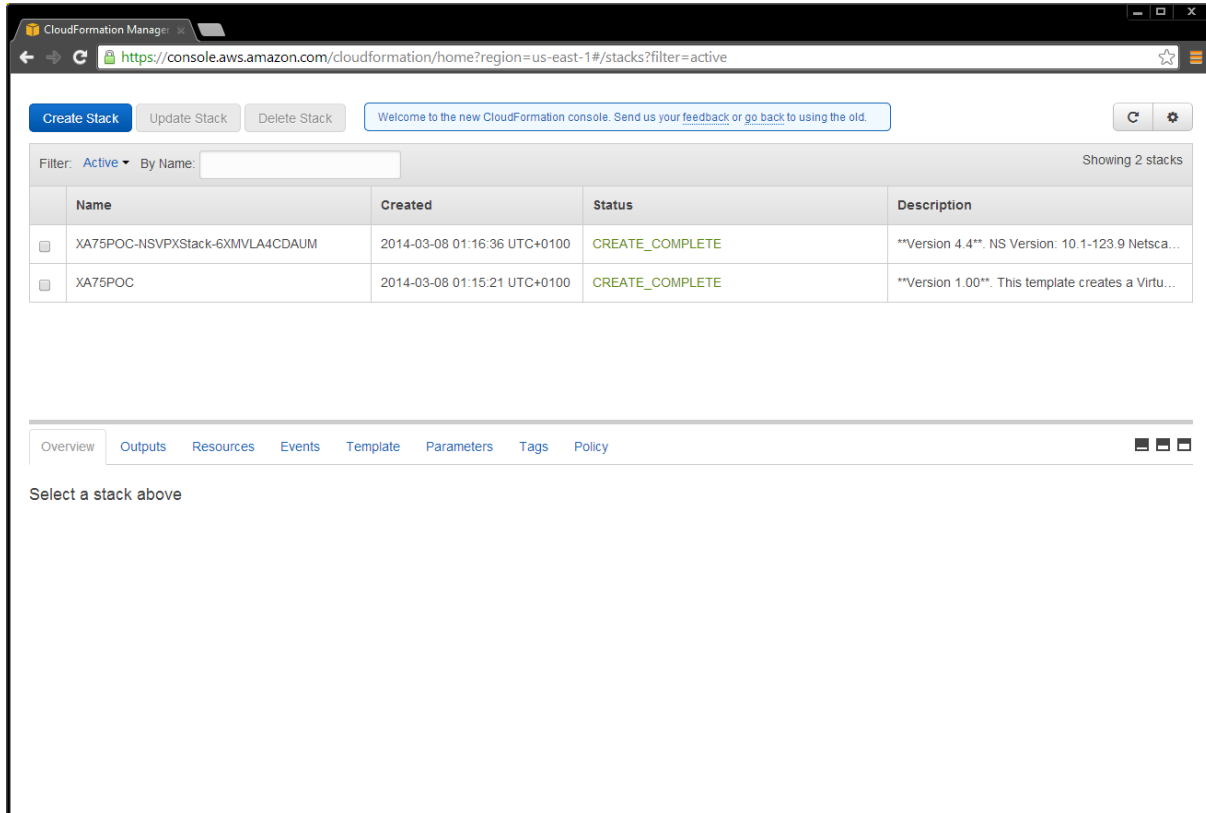 CloudFormation Manager
https://console.aws.amazon.com/cloudformation/home?region=us-east-1#/stacks?filter=active
Create Stack Update Stack Delete Stack Welcome to the new CloudFormation console. Send us your feedback or go back to using the old.
Filter: Active By Name: Showing 2 stacks
Name Created Status Description
XA75POC-NSVPXStack-6XMVLA4CDAUM 2014-03-08 01:16:36 UTC+0100 CREATE_COMPLETE **Version 4.4**. NS Version: 10.1-123.9 Netsca...
XA75POC 2014-03-08 01:15:21 UTC+0100 CREATE_COMPLETE **Version 1.00**. This template creates a Virtu...
Overview Outputs Resources Events Template Parameters Tags Policy
Select a stack above